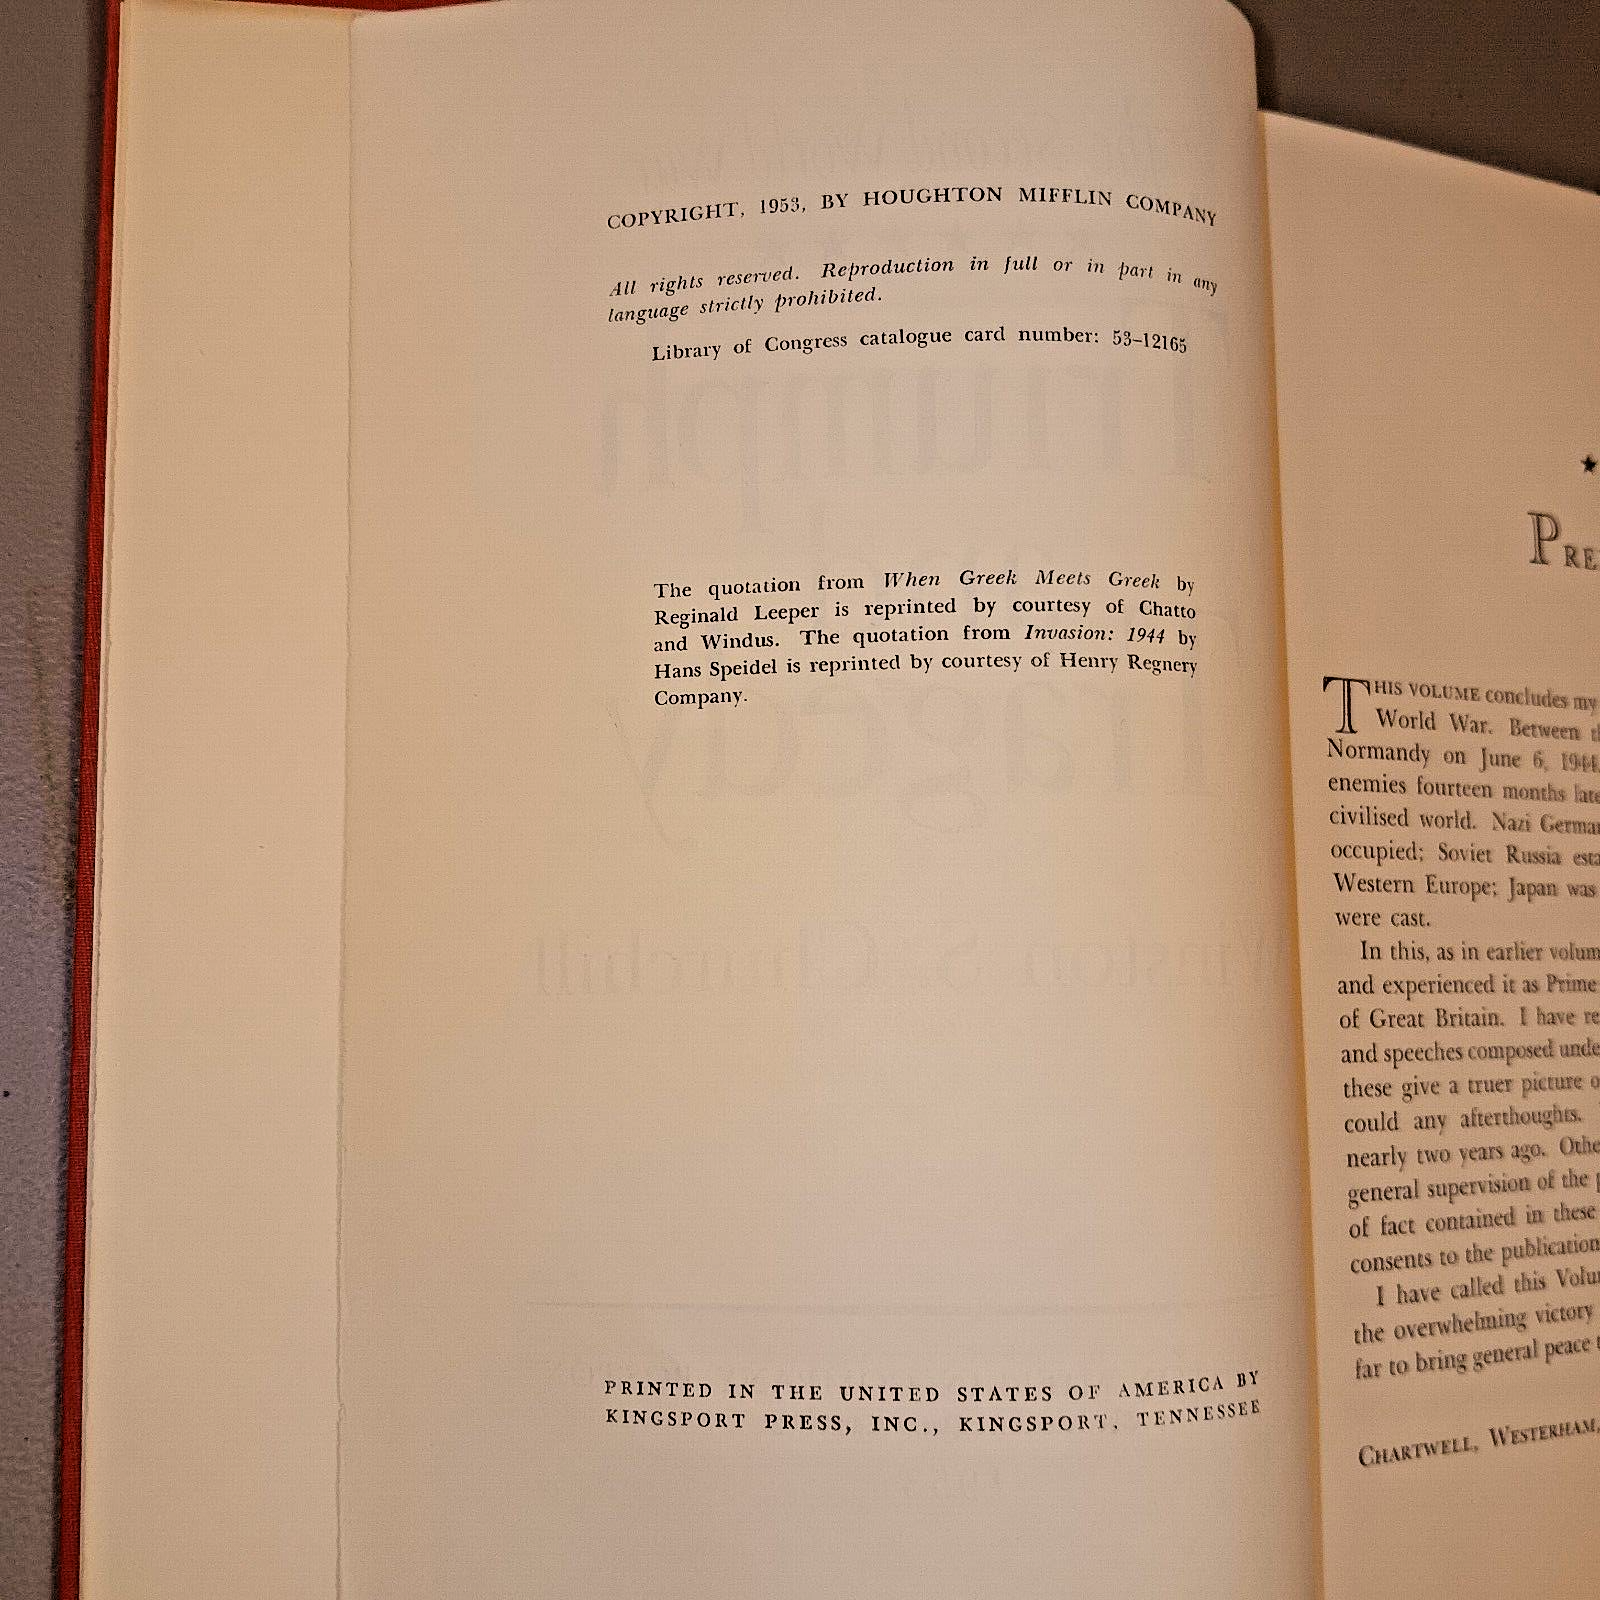 COPYRIGHT, 1953, BY HOUGHTON MIFFLIN COMPANY
All rights reserved. Reproduction in full or in part in any
language strictly prohibited.
Library of Congress catalogue card number: 53–12165
The quotation from When Greek Meets Greek by
Reginald Leeper is reprinted by courtesy of Chatto
and Windus. The quotation from Invasion: 1944 by
Hans Speidel is reprinted by courtesy of Henry Regnery
Company.
PRINTED IN THE UNITED STATES OF AMERICA BY
KINGSPORT PRESS, INC., KINGSPORT, TENNESSEE
THIS VOLUME concludes my
World War. Between
Normandy on June 6, 1944,
enemies fourteen months
civilised world. Nazi
occupied; Soviet Russia
Western Europe; Japan was
were cast.
In this, as in earlier
and experienced it as Prime
of Great Britain. I have
and speeches composed
these give a truer picture
could any afterthoughts.
nearly two years ago.
general supervision of the
of fact contained in these
consents to the publication
I have called this
the overwhelming victory
far to bring general peace
CHARTWELL, WESTERHAM,